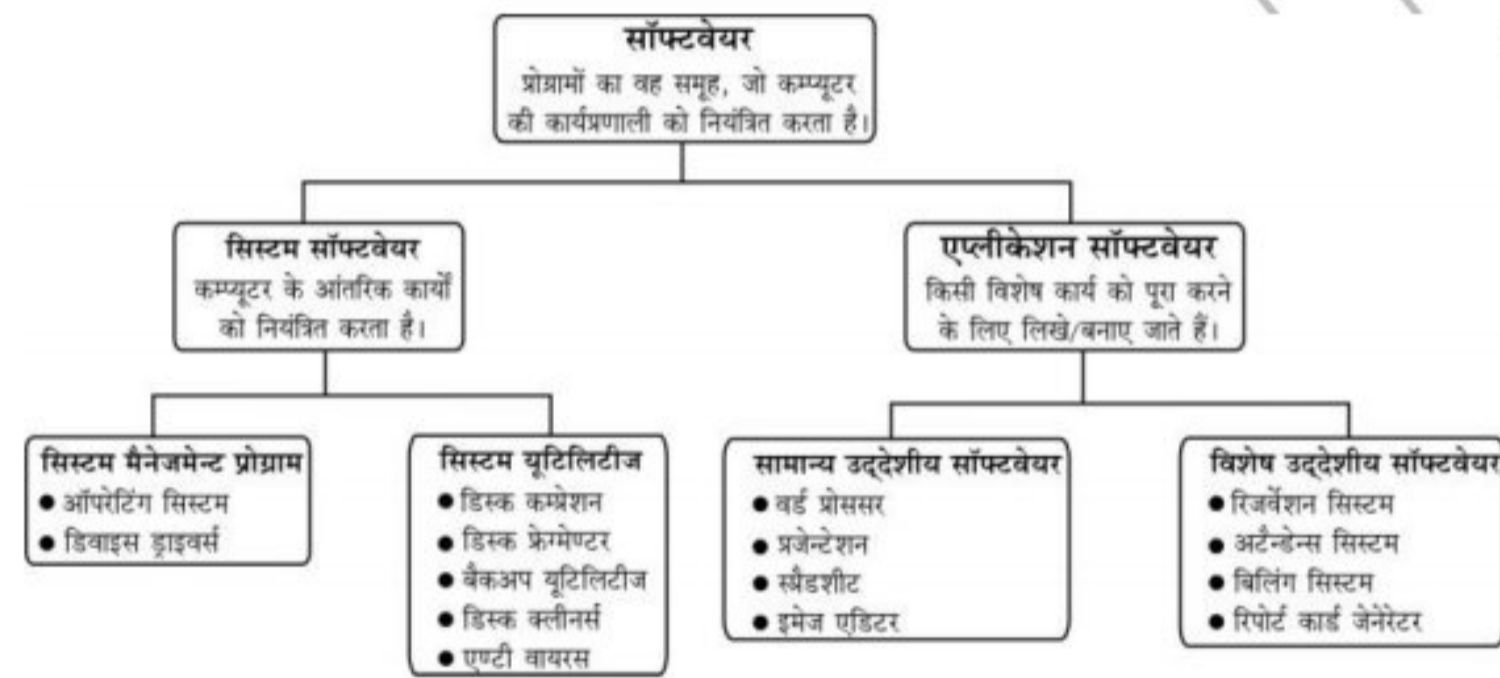 सॉफ्टवेयर
प्रोग्रामों का वह समूह, जो कम्प्यूटर
की कार्यप्रणाली को नियंत्रित करता है।
सिस्टम सॉफ्टवेयर
कम्प्यूटर के आंतरिक कार्यों
को नियंत्रित करता है।
एप्लीकेशन सॉफ्टवेयर
किसी विशेष कार्य को पूरा करने
के लिए लिखे/बनाए जाते हैं।
सिस्टम मैनेजमेन्ट प्रोग्राम
● ऑपरेटिंग सिस्टम
● डिवाइस ड्राइवर्स
सिस्टम यूटिलिटीज
● डिस्क कम्प्रेशन
● डिस्क फ्रेग्मेण्टर
● बैकअप यूटिलिटीज
● डिस्क क्लीनर्स
● एण्टी वायरस
सामान्य उद्देशीय सॉफ्टवेयर
● वर्ड प्रोससर
● प्रजेन्टेशन
● स्प्रैडशीट
● इमेज एडिटर
विशेष उद्देशीय सॉफ्टवेयर
● रिजर्वेशन सिस्टम
● अटैन्डेन्स सिस्टम
● बिलिंग सिस्टम
● रिपोर्ट कार्ड जेनेरेटर